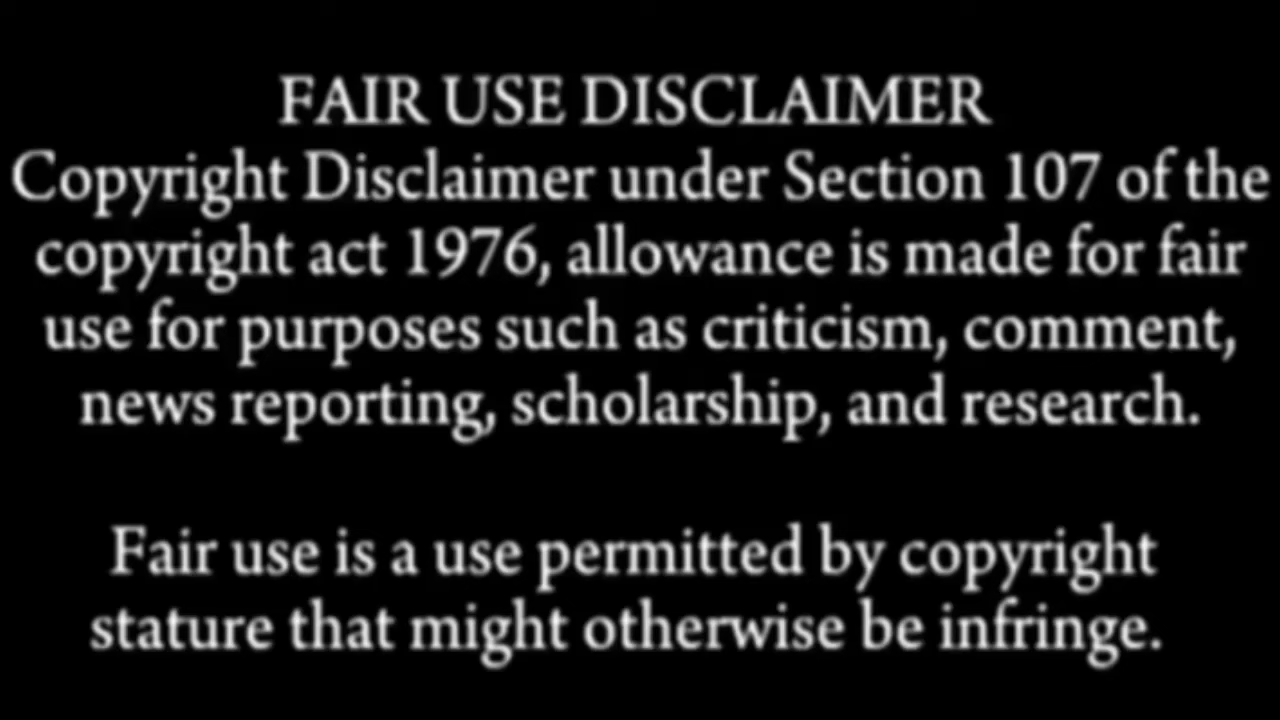 FAIR USE DISCLAIMER
Copyright Disclaimer under Section 107 of the
copyright act 1976, allowance is made for fair
use for purposes such as criticism, comment,
news reporting, scholarship, and research.
Fair use is a use permitted by copyright
stature that might otherwise be infringe.